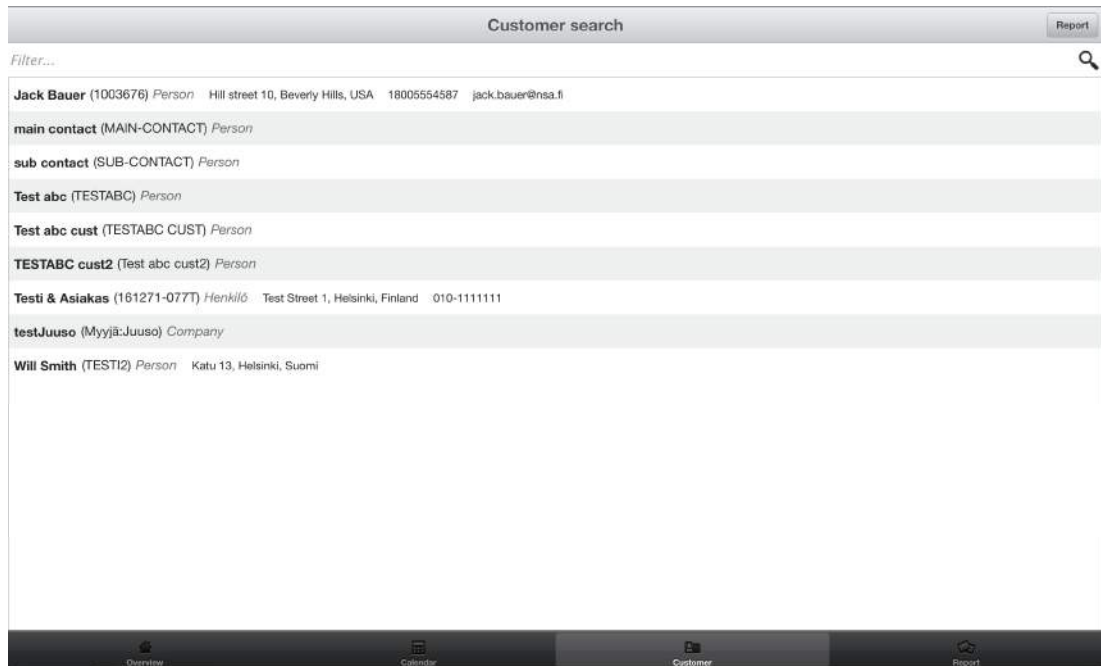 Customer search
Report
Filter...
Jack Bauer (1003676) Person Hill street 10, Beverly Hills, USA 18005554587 jack.bauer@nsa.fi
main contact (MAIN-CONTACT) Person
sub contact (SUB-CONTACT) Person
Test abc (TESTABC) Person
Test abc cust (TESTABC CUST) Person
TESTABC cust2 (Test abc cust2) Person
Testi & Asiakas (161271-077T) Henkilö Test Street 1, Helsinki, Finland 010-1111111
testJuuso (Myyjä:Juuso) Company
Will Smith (TESTI2) Person Katu 13, Helsinki, Suomi
Overview Calendar Customer Report